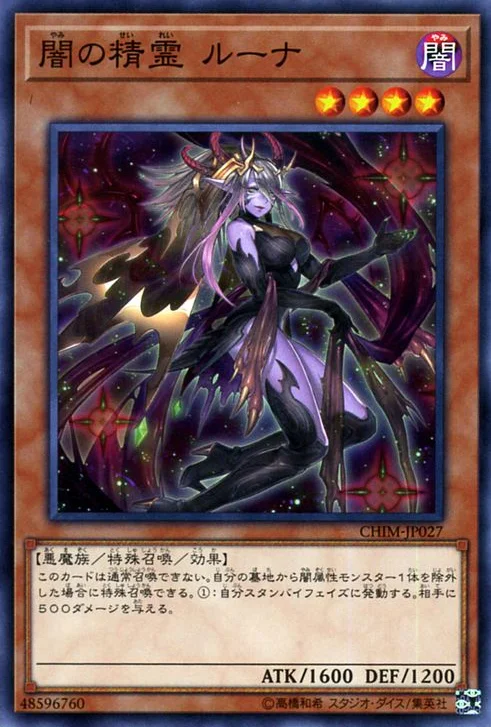 闇の精霊 ルーナ
闇
CHIM-JP027
【悪魔族／特殊召喚／効果】
このカードは通常召喚できない。自分の墓地から闇属性モンスター１体を除外
した場合に特殊召喚できる。①：自分スタンバイフェイズに発動する。相手に
５００ダメージを与える。
ATK/1600 DEF/1200
48596760 ©高橋和希 スタジオ・ダイス/集英社